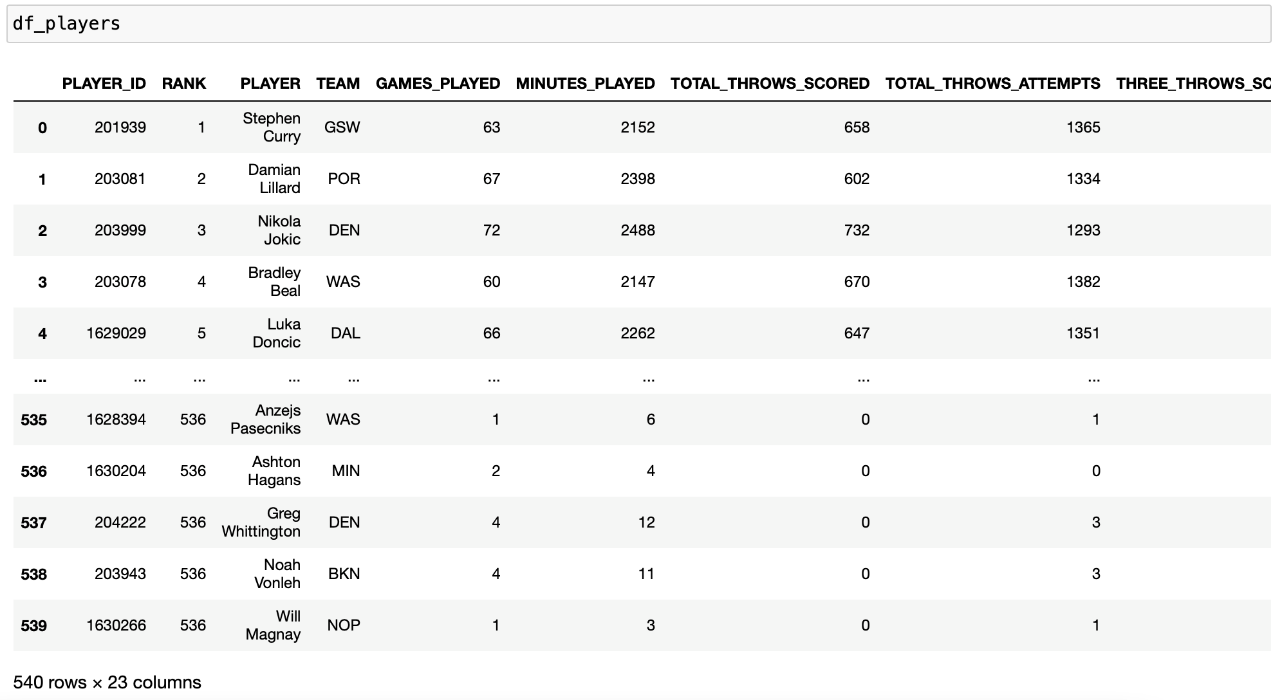 df_players
PLAYER_ID RANK PLAYER TEAM GAMES_PLAYED MINUTES_PLAYED TOTAL_THROWS_SCORED TOTAL_THROWS_ATTEMPTS THREE_THROWS_SC
0 201939 1 Stephen Curry GSW 63 2152 658 1365
1 203081 2 Damian Lillard POR 67 2398 602 1334
2 203999 3 Nikola Jokic DEN 72 2488 732 1293
3 203078 4 Bradley Beal WAS 60 2147 670 1382
4 1629029 5 Luka Doncic DAL 66 2262 647 1351
... ... ... ... ... ... ... ... ...
535 1628394 536 Anzejs Pasecniks WAS 1 6 0 1
536 1630204 536 Ashton Hagans MIN 2 4 0 0
537 204222 536 Greg Whittington DEN 4 12 0 3
538 203943 536 Noah Vonleh BKN 4 11 0 3
539 1630266 536 Will Magnay NOP 1 3 0 1
540 rows × 23 columns